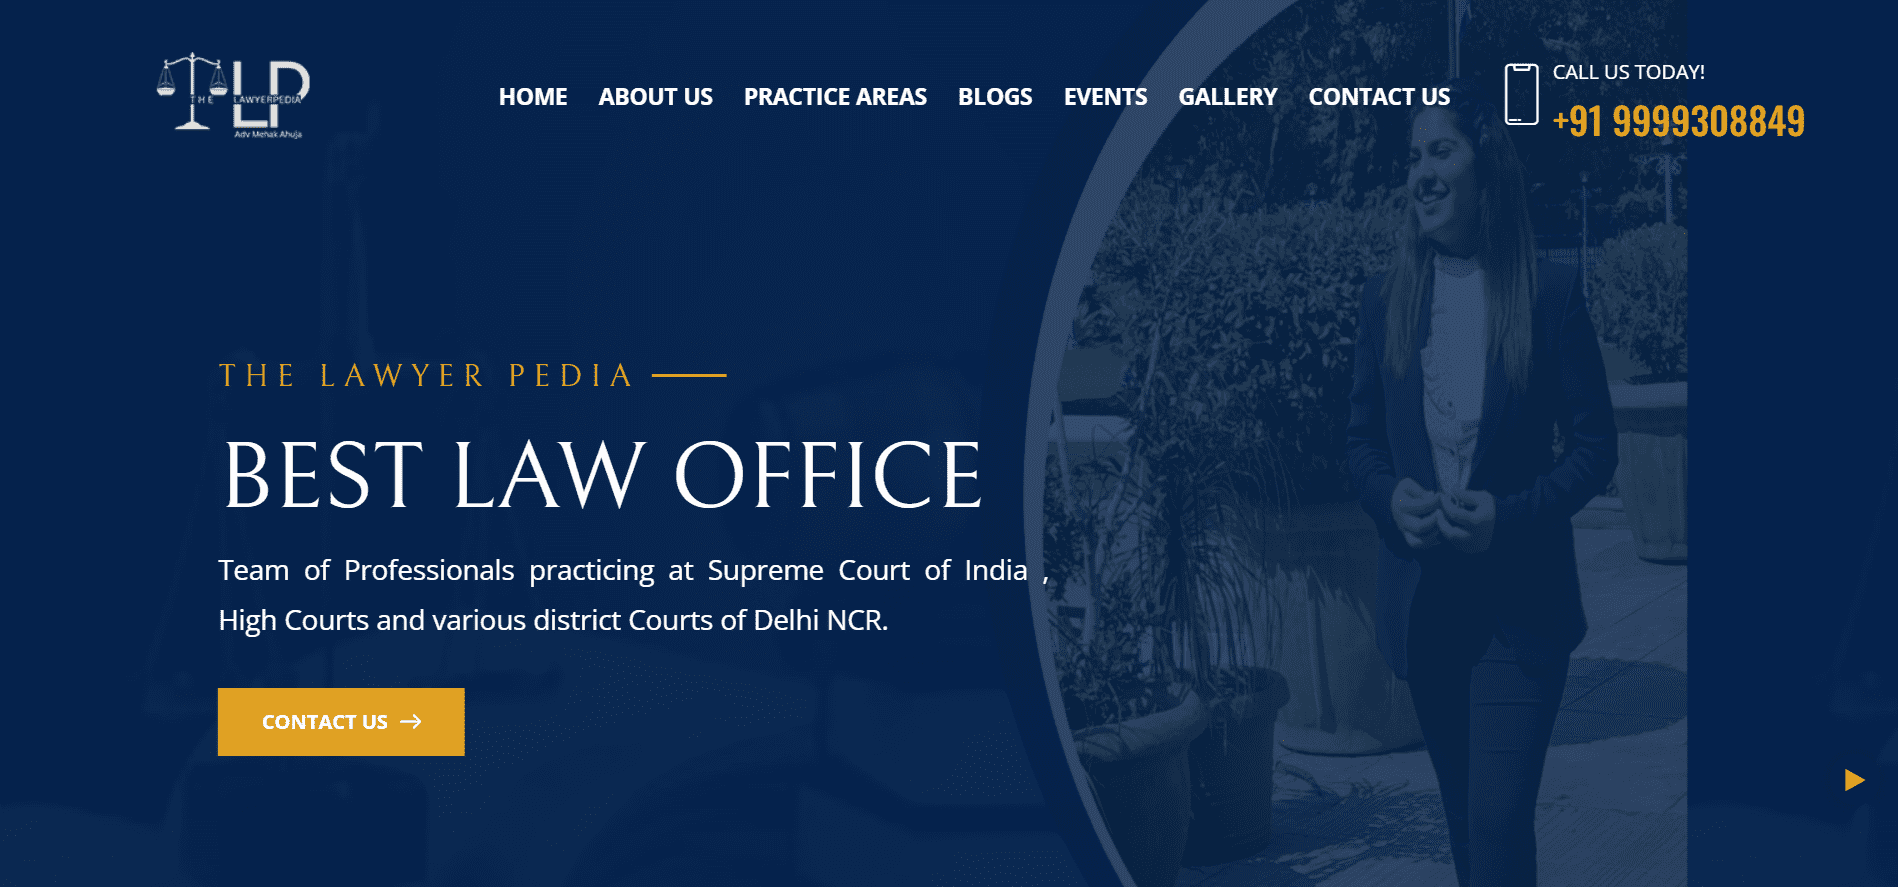 THE LAWYERPEDIA
LP
Adv Mehak Ahuja
HOME ABOUT US PRACTICE AREAS BLOGS EVENTS GALLERY CONTACT US
CALL US TODAY!
+91 9999308849
THE LAWYER PEDIA
BEST LAW OFFICE
Team of Professionals practicing at Supreme Court of India ,
High Courts and various district Courts of Delhi NCR.
CONTACT US →